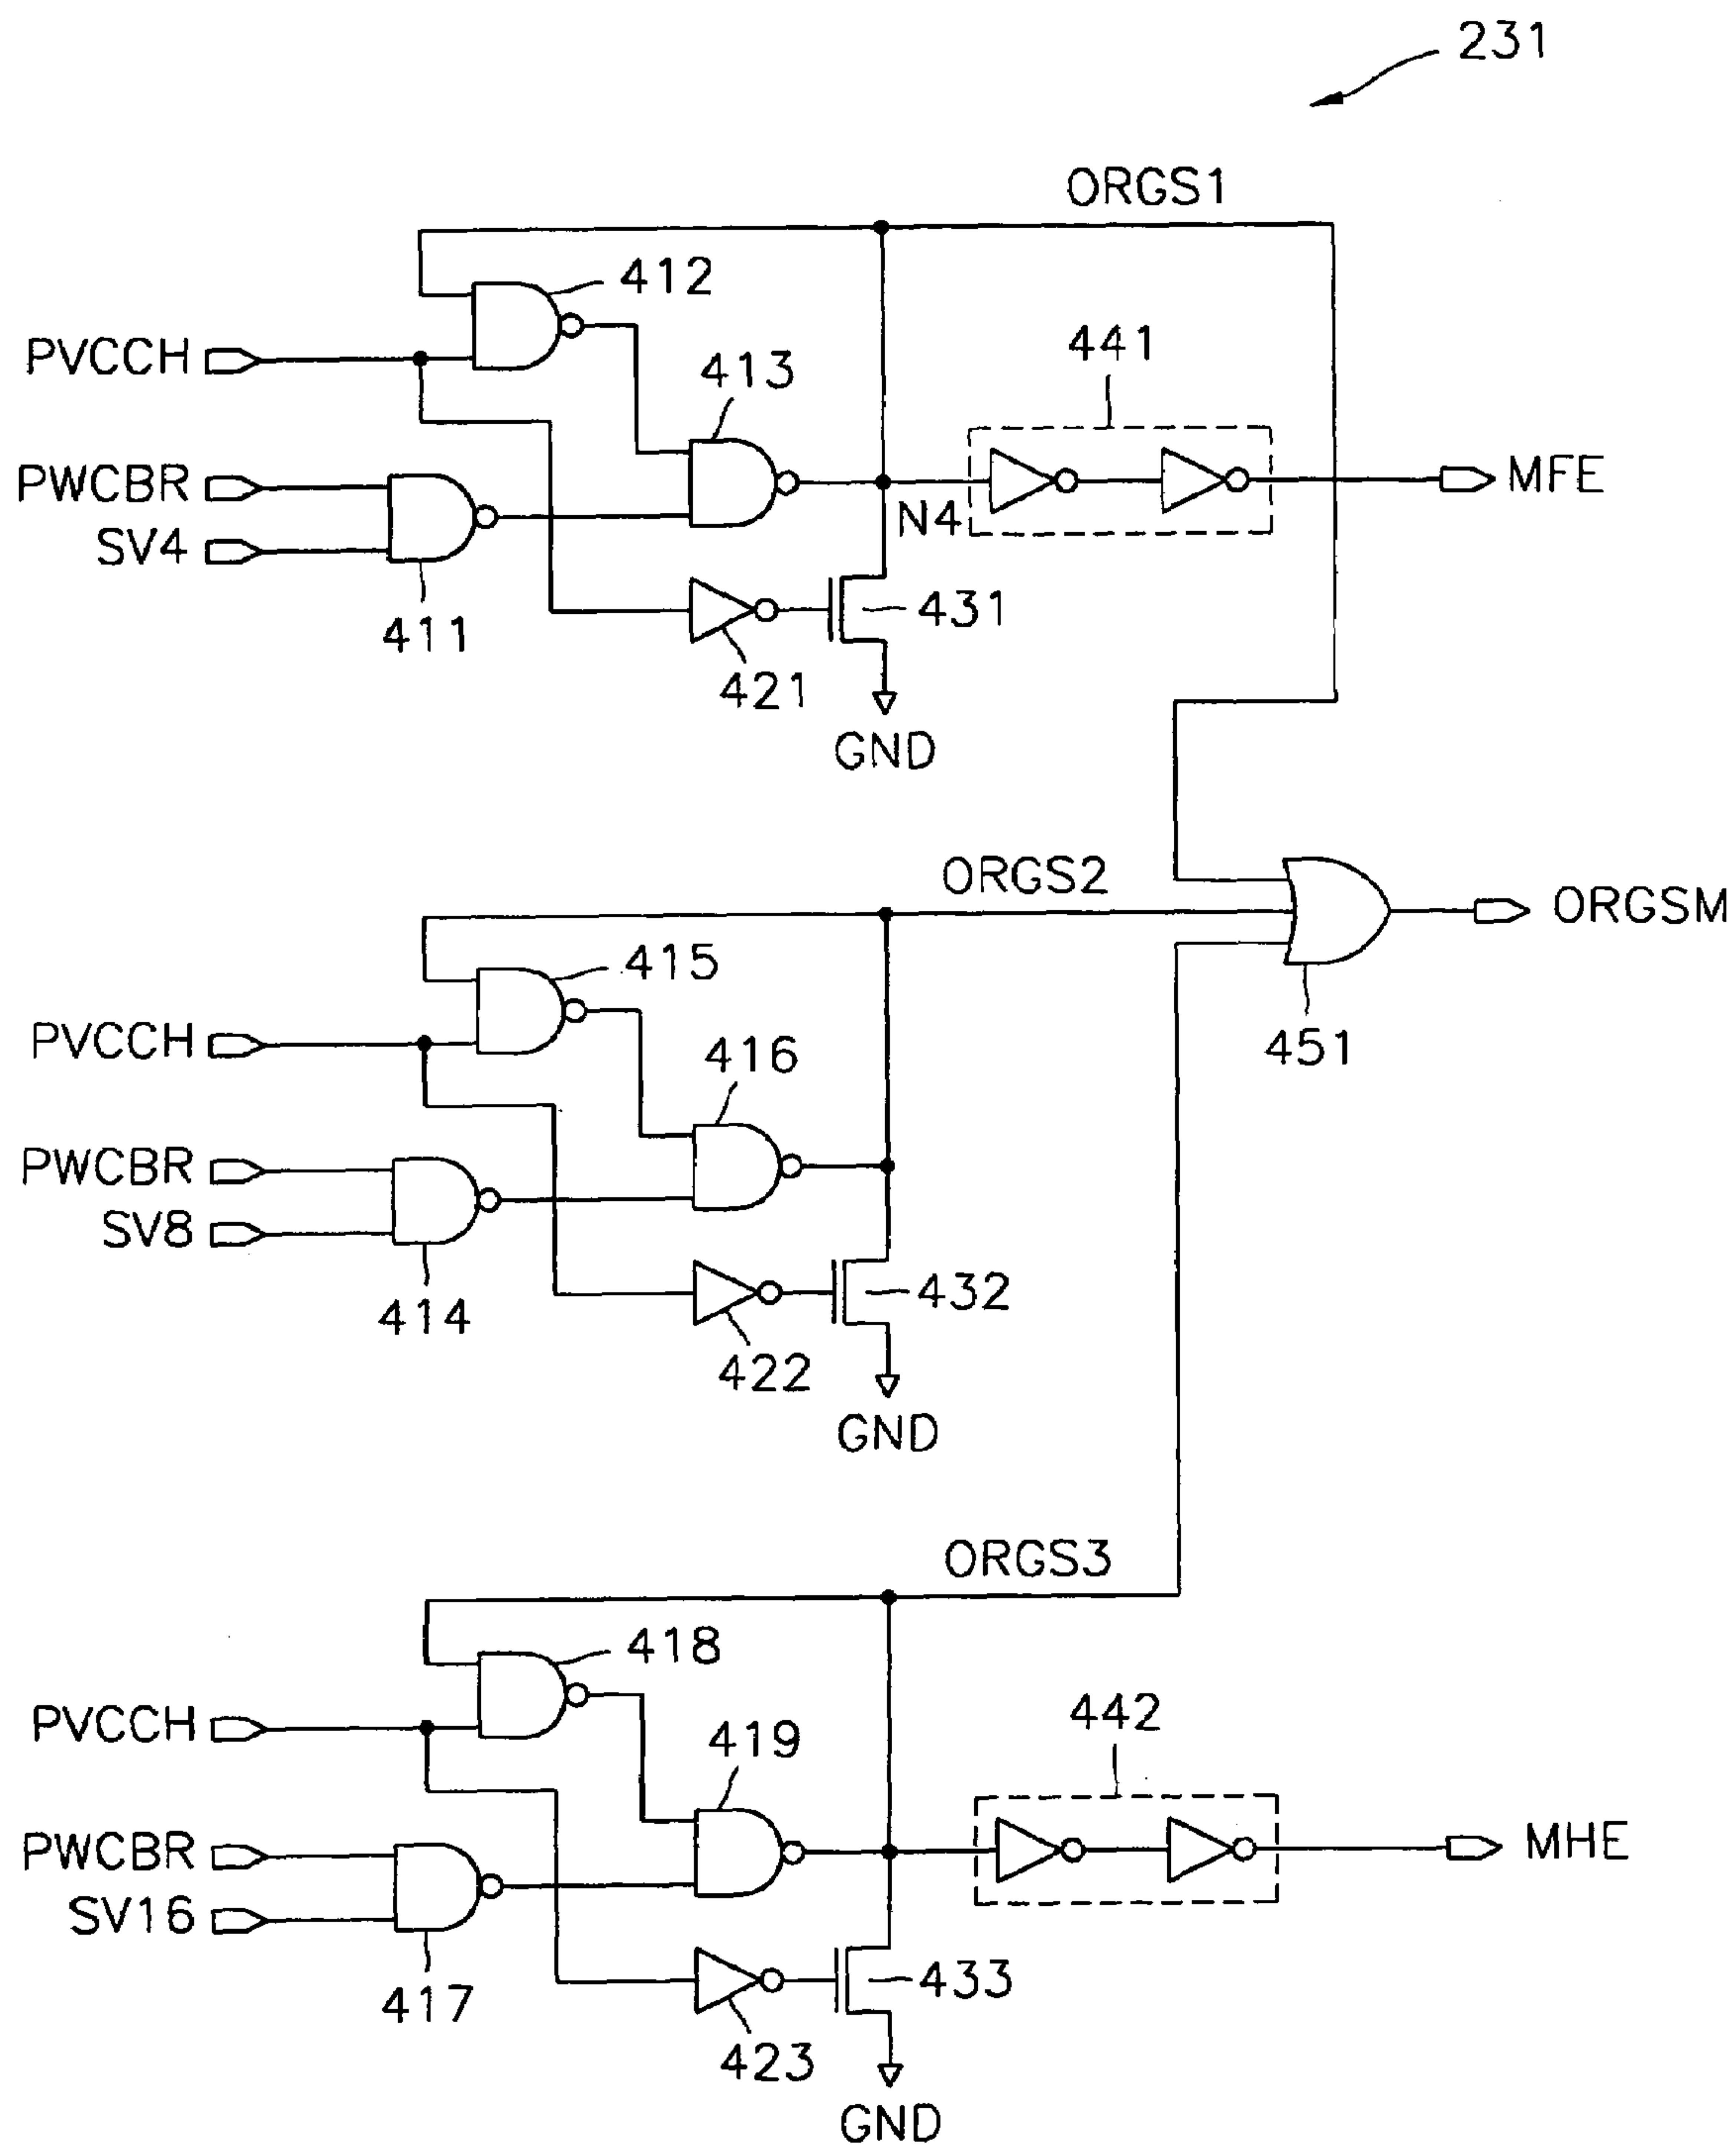 231
ORGS1
412
PVCCH
413
441
PWCBR
MFE
SV4
N4
411
421
431
GND
ORGS2
ORGSM
415
PVCCH
416
451
PWCBR
SV8
414
422
432
GND
ORGS3
418
PVCCH
419
442
PWCBR
MHE
SV16
417
423
433
GND